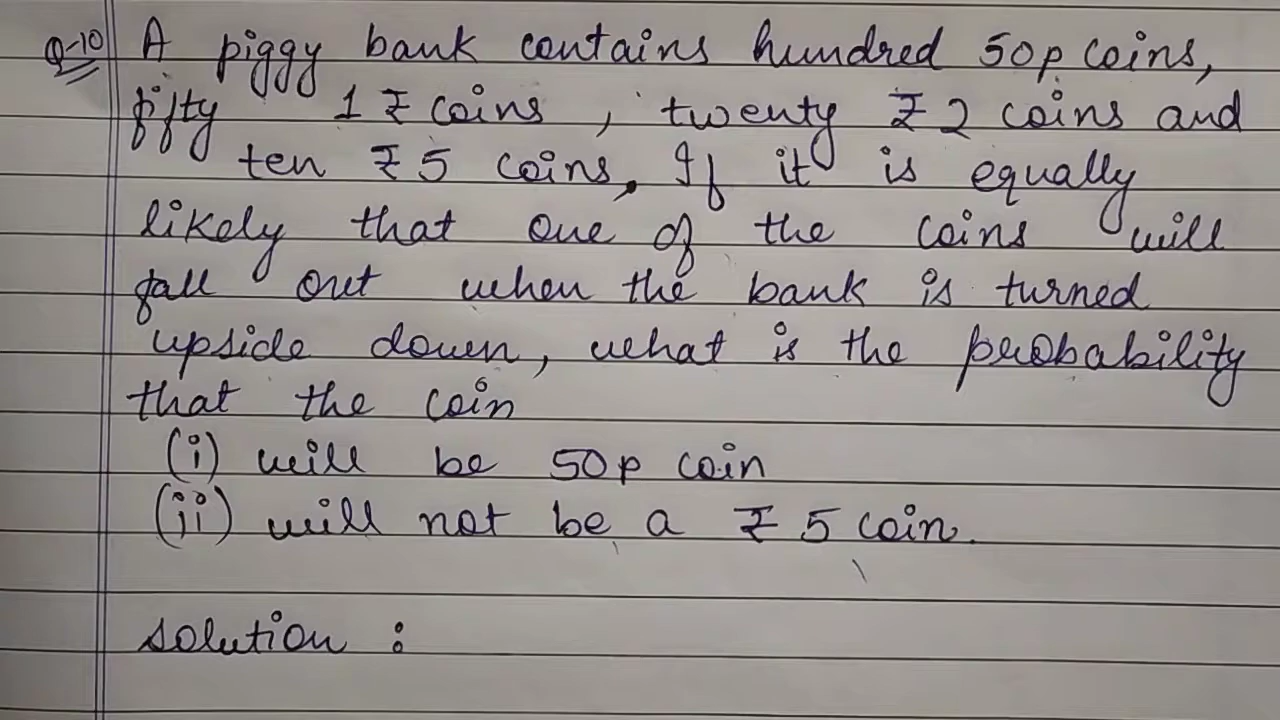 Q-10 A piggy bank contains hundred 50p coins,
fifty 1 ₹ coins, twenty ₹ 2 coins and
ten ₹ 5 coins. If it is equally
likely that one of the coins will
fall out when the bank is turned
upside down, what is the probability
that the coin
(i) will be 50p coin
(ii) will not be a ₹ 5 coin.
solution :